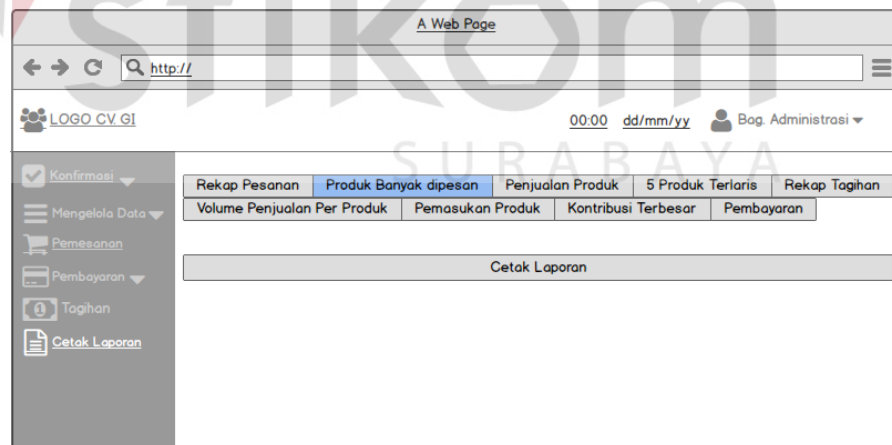 stikom
A Web Page
http://
LOGO CV. GI
00:00 dd/mm/yy Bag. Administrasi
SURABAYA
Konfirmasi
Mengelola Data
Pemesanan
Pembayaran
1 Tagihan
Cetak Laporan
Rekap Pesanan Produk Banyak dipesan Penjualan Produk 5 Produk Terlaris Rekap Tagihan
Volume Penjualan Per Produk Pemasukan Produk Kontribusi Terbesar Pembayaran
Cetak Laporan